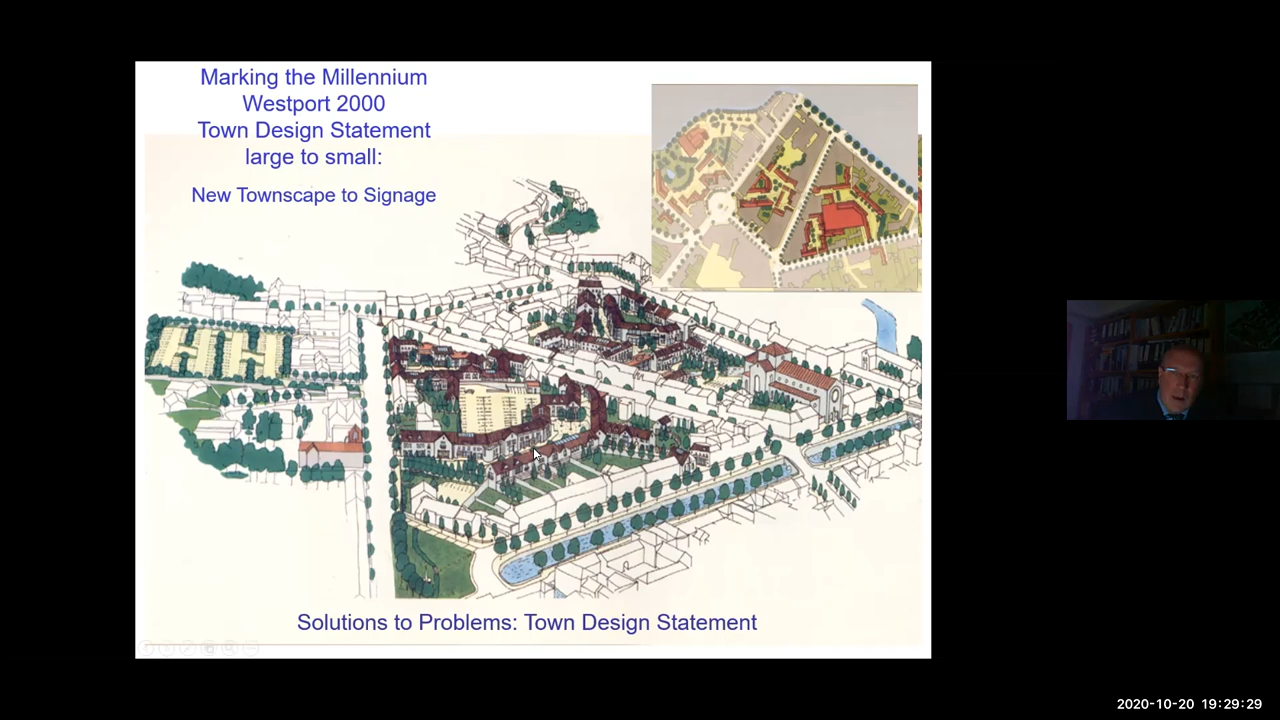 Marking the Millennium
Westport 2000
Town Design Statement
large to small:
New Townscape to Signage
Solutions to Problems: Town Design Statement
2020-10-20 19:29:29